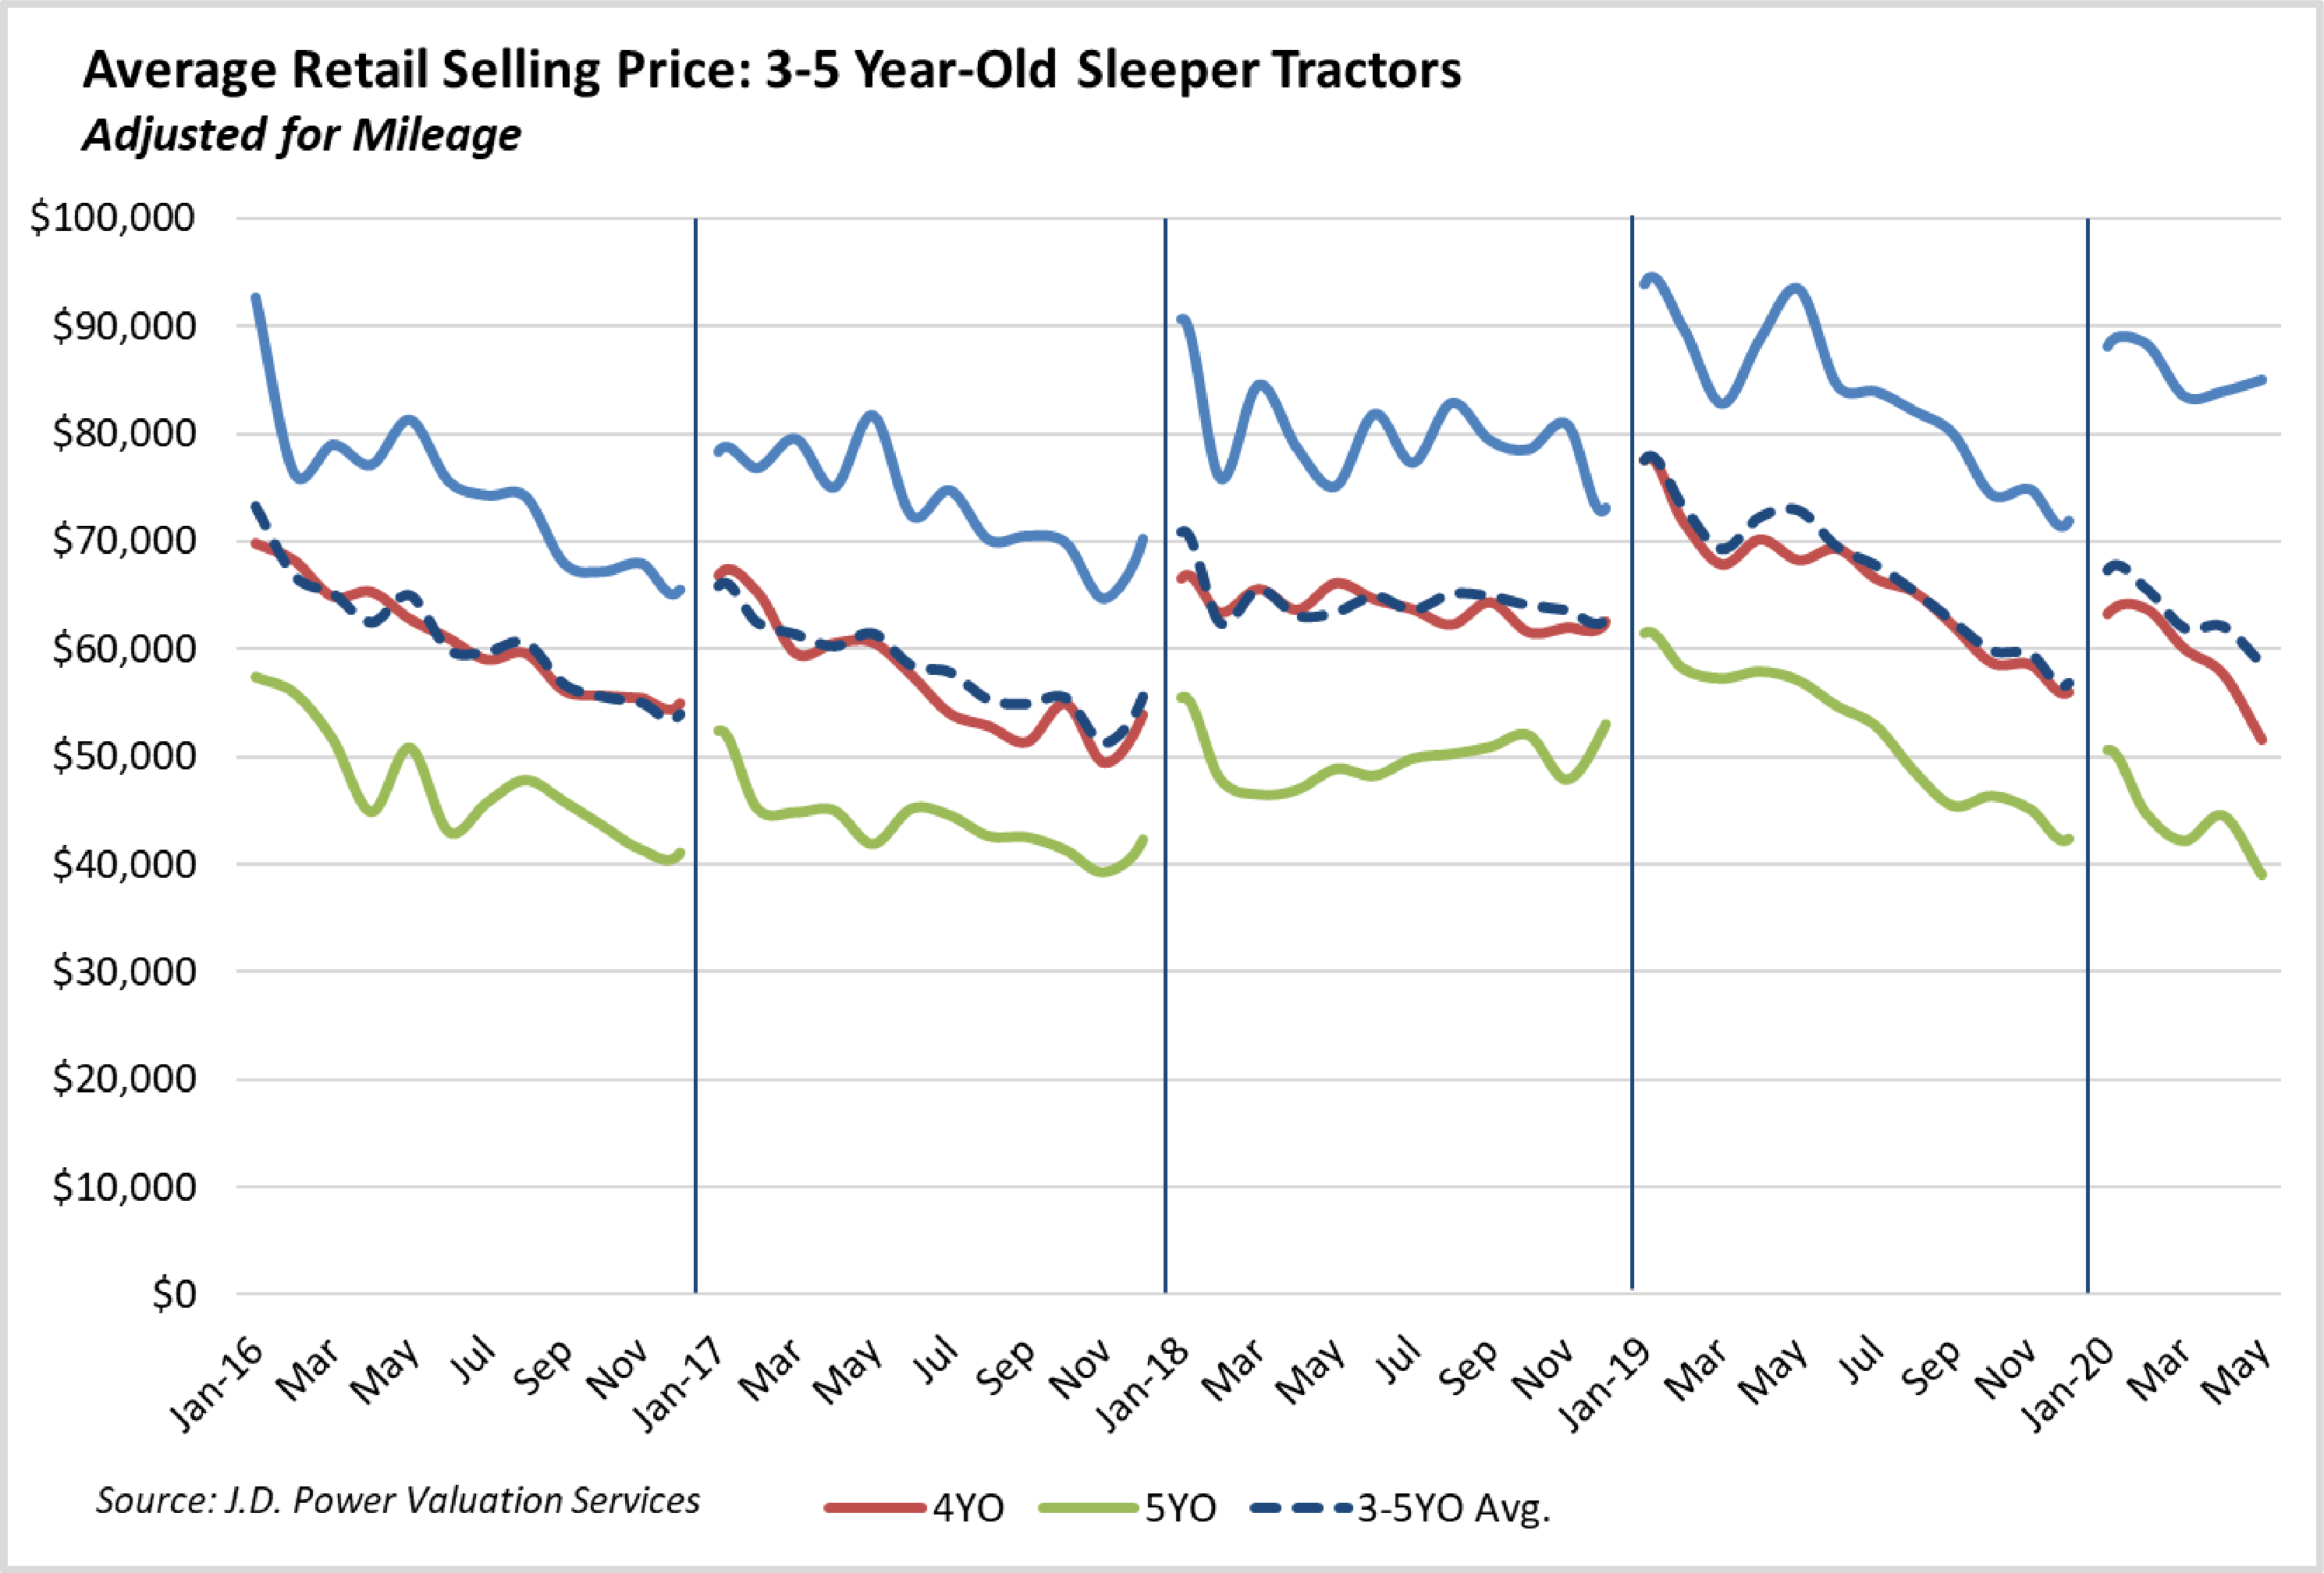 Average Retail Selling Price: 3-5 Year-Old Sleeper Tractors
Adjusted for Mileage
$100,000
$90,000
$80,000
$70,000
$60,000
$50,000
$40,000
$30,000
$20,000
$10,000
$0
Jan-16
Mar
May
Jul
Sep
Nov
Jan-17
Mar
May
Jul
Sep
Nov
Jan-18
Mar
May
Jul
Sep
Nov
Jan-19
Mar
May
Jul
Sep
Nov
Jan-20
Mar
May
Source: J.D. Power Valuation Services
4YO
5YO
3-5YO Avg.